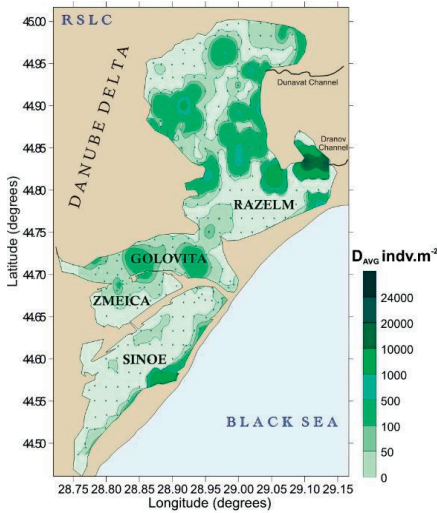 45.00
44.95
44.90
44.85
44.80
44.75
44.70
44.65
44.60
44.55
44.50
Latitude (degrees)
RSLC
DANUBE DELTA
Dunavat Channel
Dranov
Channel
RAZELM
GOLOVITA
ZMEICA
SINOE
BLACK SEA
28.75 28.80 28.85 28.90 28.95 29.00 29.05 29.10 29.15
Longitude (degrees)
DAVG indv.m-2
24000
20000
10000
1000
500
100
50
0